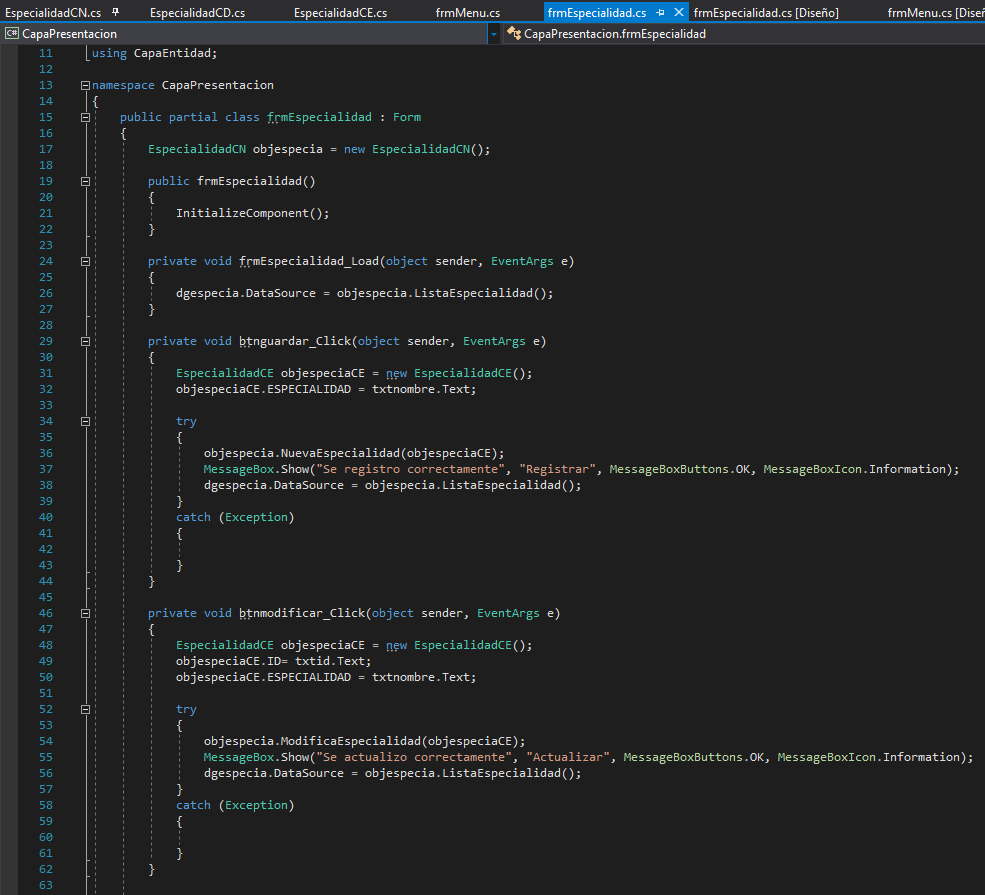 EspecialidadCN.cs EspecialidadCD.cs EspecialidadCE.cs frmMenu.cs frmEspecialidad.cs frmEspecialidad.cs [Diseño] frmMenu.cs [Diseñ
C# CapaPresentacion CapaPresentacion.frmEspecialidad
11 using CapaEntidad;
12
13 namespace CapaPresentacion
14 {
15 public partial class frmEspecialidad : Form
16 {
17 EspecialidadCN objespecia = new EspecialidadCN();
18
19 public frmEspecialidad()
20 {
21 InitializeComponent();
22 }
23
24 private void frmEspecialidad_Load(object sender, EventArgs e)
25 {
26 dgespecia.DataSource = objespecia.ListaEspecialidad();
27 }
28
29 private void btnguardar_Click(object sender, EventArgs e)
30 {
31 EspecialidadCE objespeciaCE = new EspecialidadCE();
32 objespeciaCE.ESPECIALIDAD = txtnombre.Text;
33
34 try
35 {
36 objespecia.NuevaEspecialidad(objespeciaCE);
37 MessageBox.Show("Se registro correctamente", "Registrar", MessageBoxButtons.OK, MessageBoxIcon.Information);
38 dgespecia.DataSource = objespecia.ListaEspecialidad();
39 }
40 catch (Exception)
41 {
42
43 }
44 }
45
46 private void btnmodificar_Click(object sender, EventArgs e)
47 {
48 EspecialidadCE objespeciaCE = new EspecialidadCE();
49 objespeciaCE.ID= txtid.Text;
50 objespeciaCE.ESPECIALIDAD = txtnombre.Text;
51
52 try
53 {
54 objespecia.ModificaEspecialidad(objespeciaCE);
55 MessageBox.Show("Se actualizo correctamente", "Actualizar", MessageBoxButtons.OK, MessageBoxIcon.Information);
56 dgespecia.DataSource = objespecia.ListaEspecialidad();
57 }
58 catch (Exception)
59 {
60
61 }
62 }
63